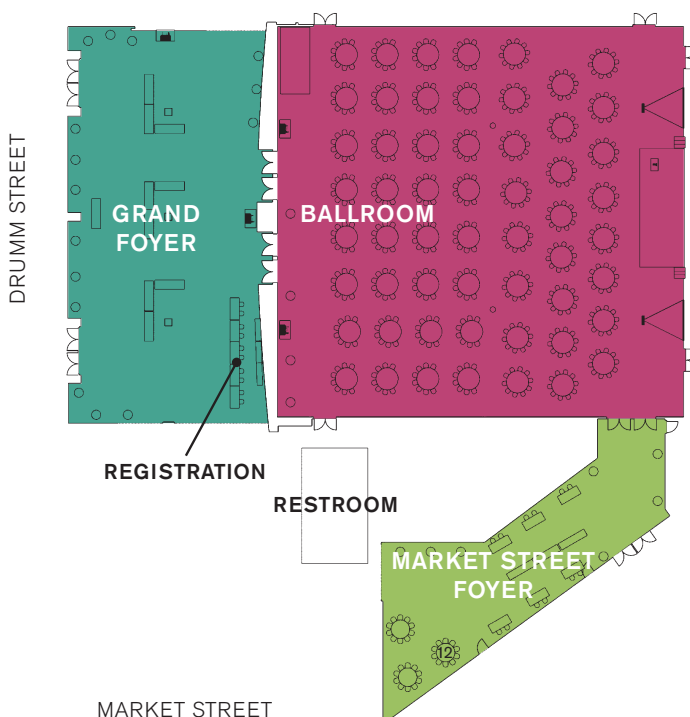 DRUMM STREET
GRAND
FOYER
BALLROOM
REGISTRATION
RESTROOM
MARKET STREET
FOYER
12
MARKET STREET